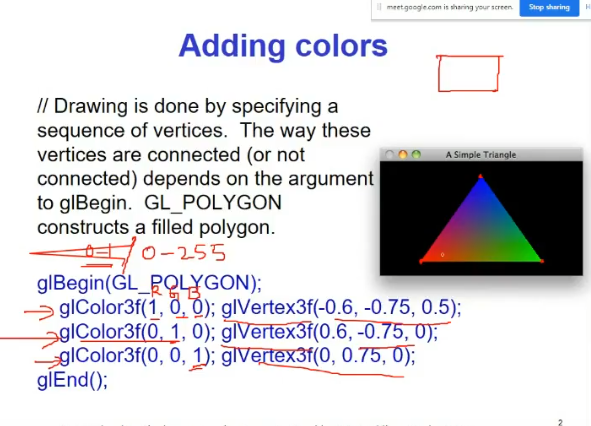 meet.google.com is sharing your screen.
Stop sharing
H
Adding colors
// Drawing is done by specifying a
sequence of vertices. The way these
vertices are connected (or not
connected) depends on the argument
to glBegin. GL_POLYGON
constructs a filled polygon.
A Simple Triangle
0
0-1 0-255
glBegin(GL_POLYGON);
R G B
glColor3f(1, 0, 0); glVertex3f(-0.6, -0.75, 0.5);
glColor3f(0, 1, 0); glVertex3f(0.6, -0.75, 0);
glColor3f(0, 0, 1); glVertex3f(0, 0.75, 0);
glEnd();
2